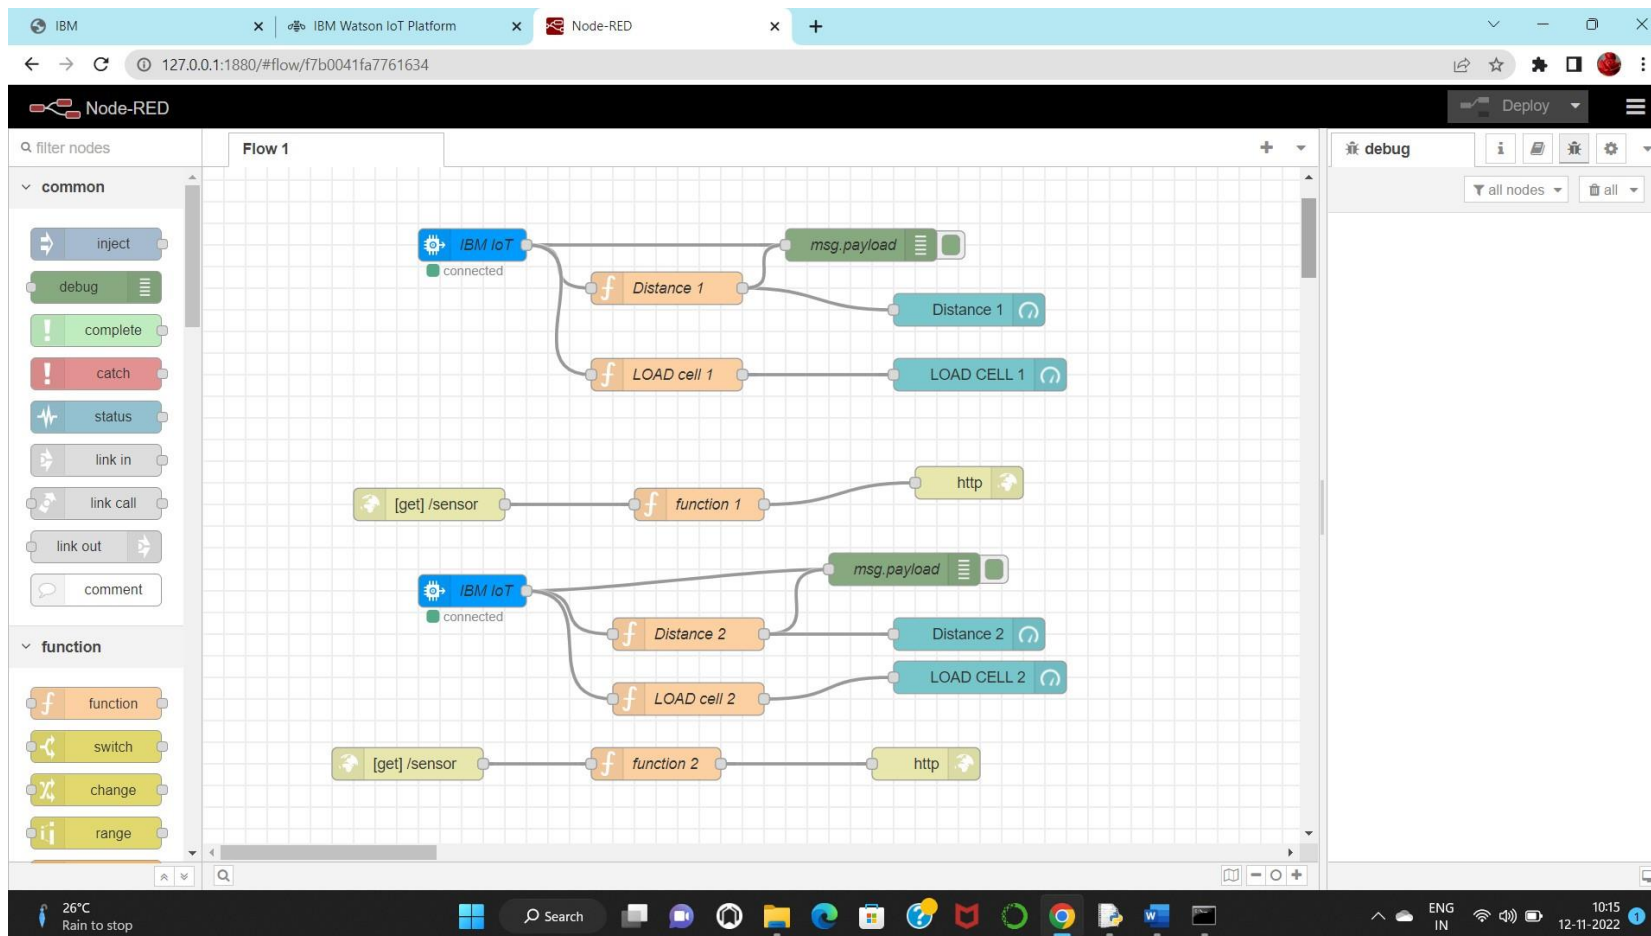 IBM
IBM Watson IoT Platform
Node-RED
127.0.0.1:1880/#flow/f7b0041fa7761634
Node-RED
Deploy
filter nodes
Flow 1
debug
i
all nodes
all
common
inject
debug
complete
catch
status
link in
link call
link out
comment
function
function
switch
change
range
IBM IoT
connected
msg.payload
Distance 1
Distance 1
LOAD cell 1
LOAD CELL 1
[get] /sensor
function 1
http
IBM IoT
connected
msg.payload
Distance 2
Distance 2
LOAD cell 2
LOAD CELL 2
[get] /sensor
function 2
http
26°C
Rain to stop
Search
ENG
IN
10:15
12-11-2022
1